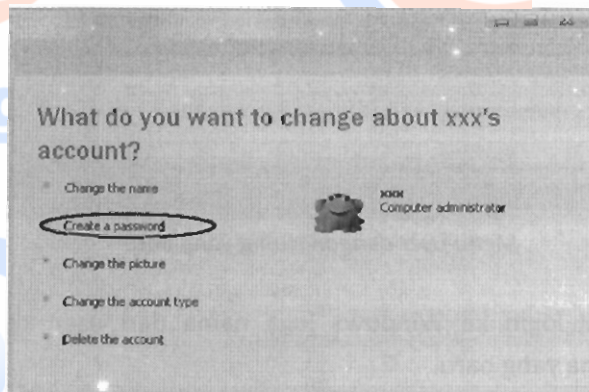 What do you want to change about xxx's
account?
Change the name
xxx
Computer administrator
Create a password
Change the picture
Change the account type
Delete the account